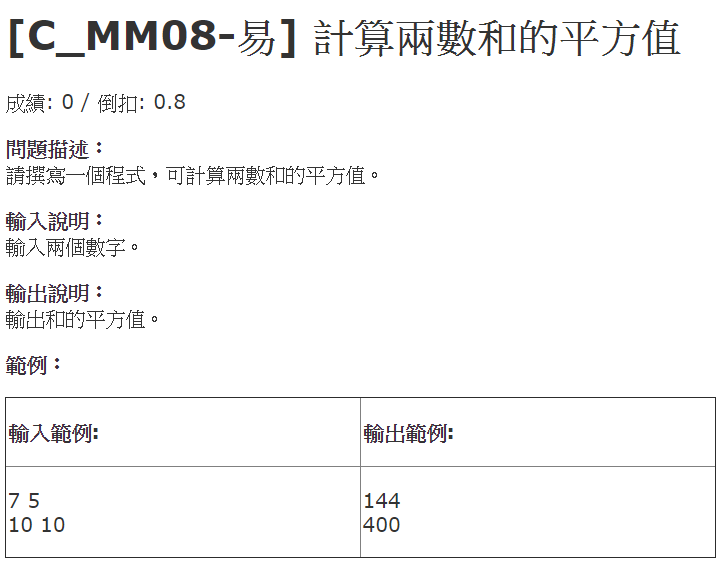 [C_MM08-易] 計算兩數和的平方值
成績: 0 / 倒扣: 0.8
問題描述：
請撰寫一個程式，可計算兩數和的平方值。
輸入說明：
輸入兩個數字。
輸出說明：
輸出和的平方值。
範例：
輸入範例:
輸出範例:
7 5
10 10
144
400